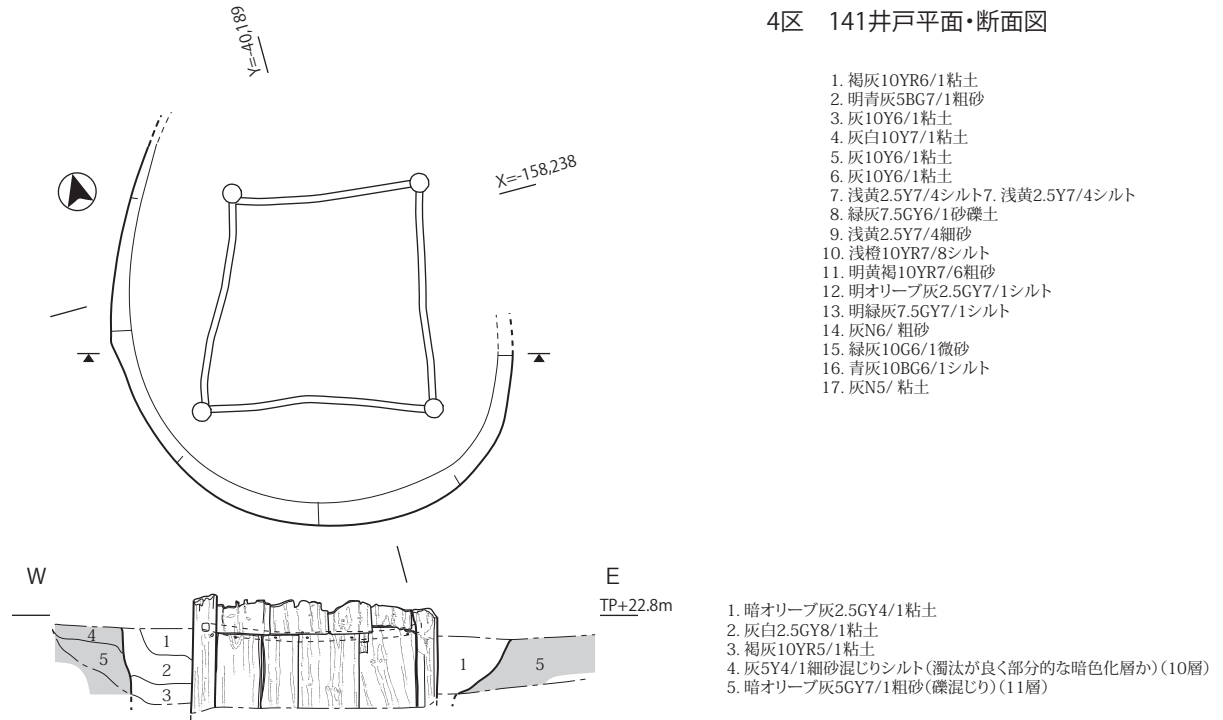 4区 141井戸平面・断面図
Y=-40,189
X=-158,238
1. 褐灰10YR6/1粘土
2. 明青灰5BG7/1粗砂
3. 灰10Y6/1粘土
4. 灰白10Y7/1粘土
5. 灰10Y6/1粘土
6. 灰10Y6/1粘土
7. 浅黄2.5Y7/4シルト7. 浅黄2.5Y7/4シルト
8. 緑灰7.5GY6/1砂礫土
9. 浅黄2.5Y7/4細砂
10. 浅橙10YR7/8シルト
11. 明黄褐10YR7/6粗砂
12. 明オリーブ灰2.5GY7/1シルト
13. 明緑灰7.5GY7/1シルト
14. 灰N6/ 粗砂
15. 緑灰10G6/1微砂
16. 青灰10BG6/1シルト
17. 灰N5/ 粘土
W
E
TP+22.8m
4
5
1
2
3
1
5
1. 暗オリーブ灰2.5GY4/1粘土
2. 灰白2.5GY8/1粘土
3. 褐灰10YR5/1粘土
4. 灰5Y4/1細砂混じりシルト(濁汰が良く部分的な暗色化層か)(10層)
5. 暗オリーブ灰5GY7/1粗砂(礫混じり)(11層)